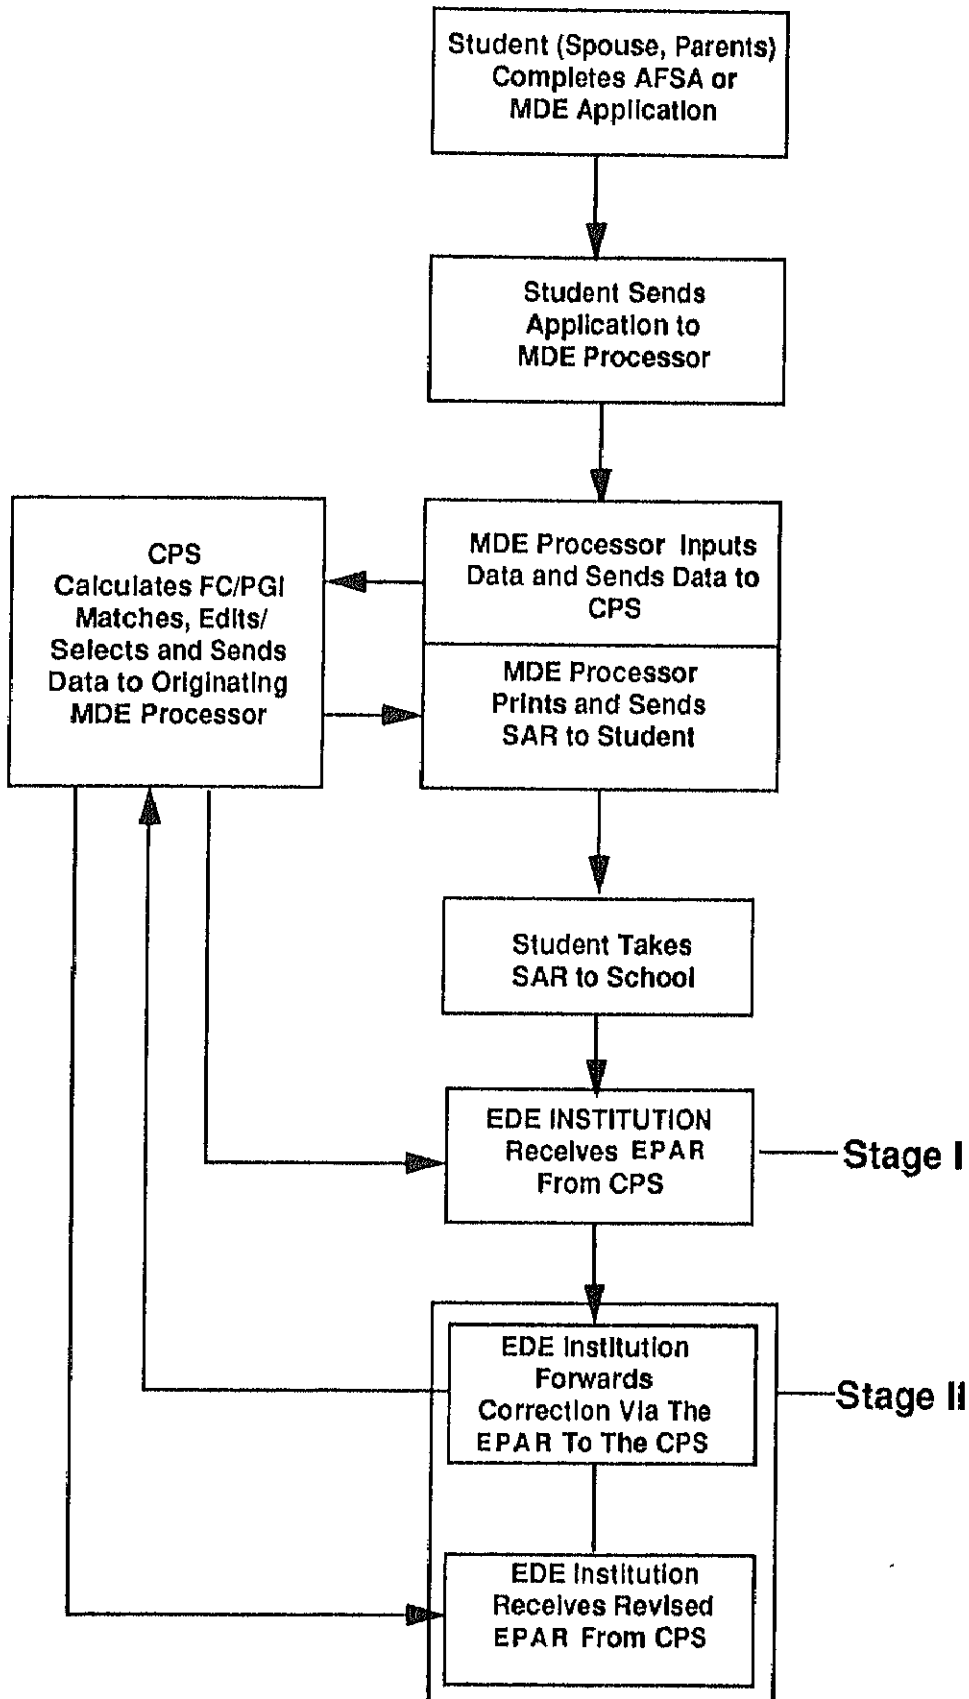 Student (Spouse, Parents)
Completes AFSA or
MDE Application
Student Sends
Application to
MDE Processor
MDE Processor Inputs
Data and Sends Data to
CPS
CPS
Calculates FC/PGI
Matches, Edits/
Selects and Sends
Data to Originating
MDE Processor
MDE Processor
Prints and Sends
SAR to Student
Student Takes
SAR to School
EDE INSTITUTION
Receives EPAR
From CPS
Stage I
EDE Institution
Forwards
Correction Via The
EPAR To The CPS
Stage II
EDE Institution
Receives Revised
EPAR From CPS